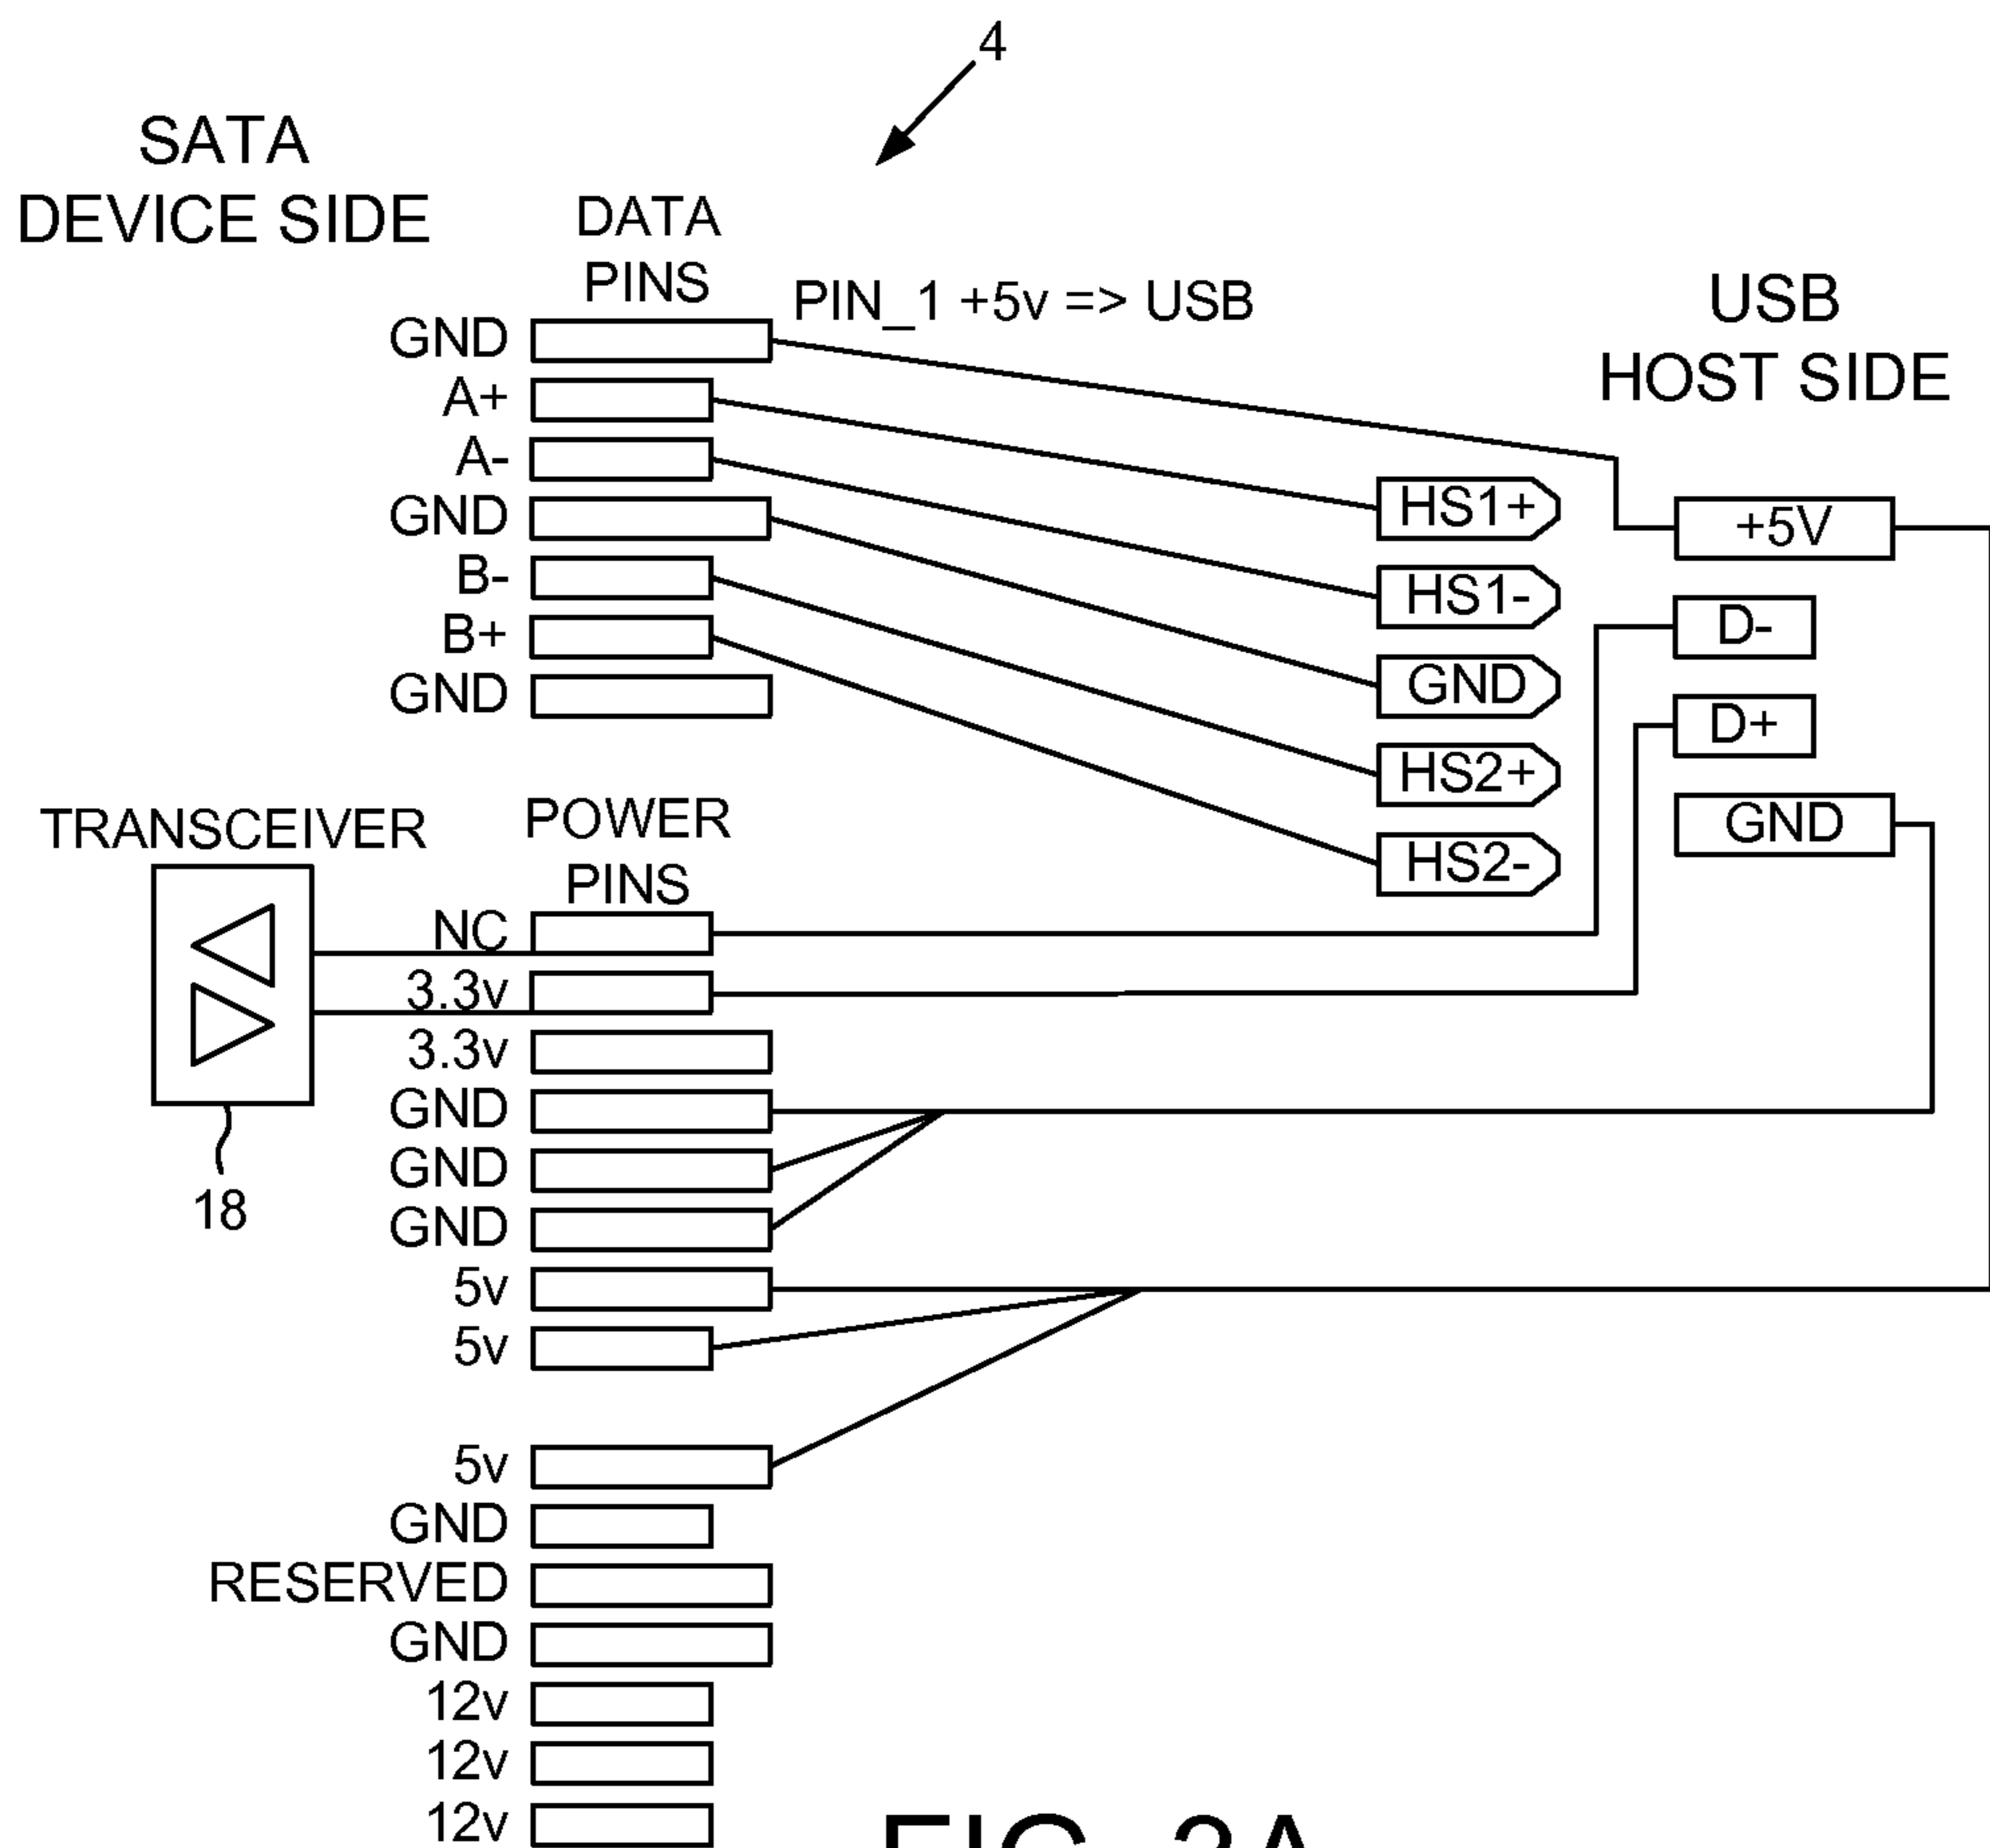 4
SATA
DEVICE SIDE
DATA
PINS
PIN_1 +5v => USB
USB
HOST SIDE
GND
A+
A-
GND
B-
B+
GND
HS1+
HS1-
GND
HS2+
HS2-
+5V
D-
D+
GND
TRANSCEIVER
18
POWER
PINS
NC
3.3v
3.3v
GND
GND
GND
5v
5v
5v
GND
RESERVED
GND
12v
12v
12v
FIG. 3A